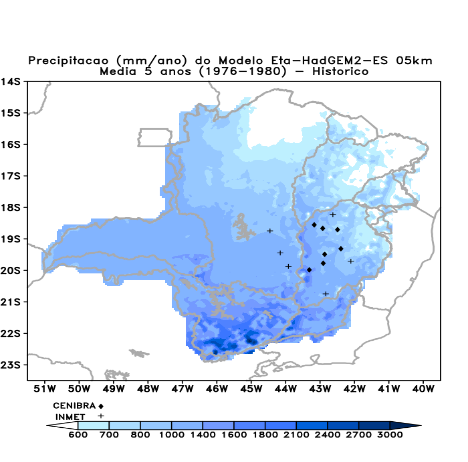 Precipitacao (mm/ano) do Modelo Eta-HadGEM2-ES 05km
Media 5 anos (1976-1980) - Historico
14S
15S
16S
17S
18S
19S
20S
21S
22S
23S
51W 50W 49W 48W 47W 46W 45W 44W 43W 42W 41W 40W
CENIBRA
INMET
600 700 800 1000 1400 1600 1800 2100 2400 2700 3000